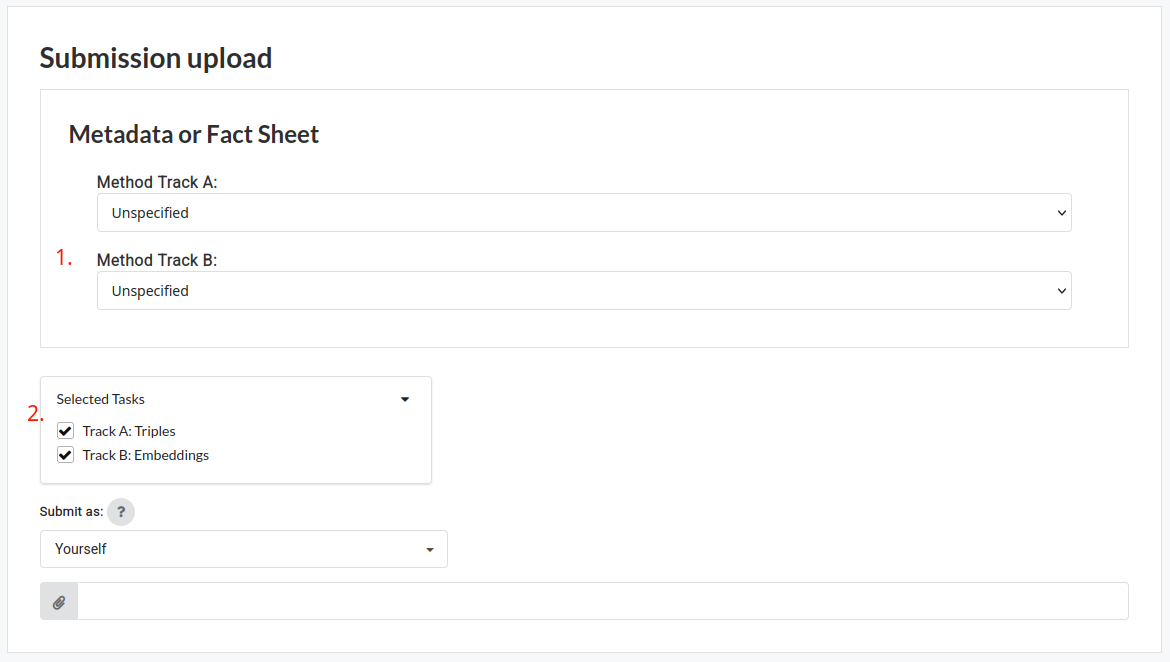 Submission upload
Metadata or Fact Sheet
Method Track A:
Unspecified
1.
Method Track B:
Unspecified
2.
Selected Tasks
Track A: Triples
Track B: Embeddings
Submit as: ?
Yourself